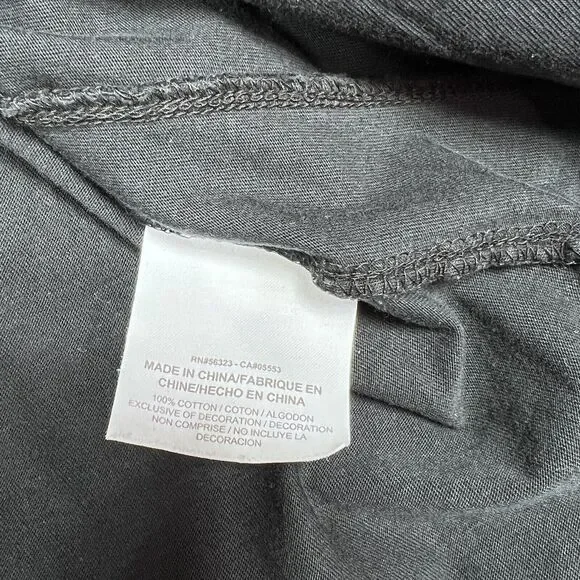 RN#56323 - CA#05553
MADE IN CHINA/FABRIQUE EN
CHINE/HECHO EN CHINA
100% COTTON / COTON / ALGODON
EXCLUSIVE OF DECORATION / DECORATION
NON COMPRISE / NO INCLUYE LA
DECORACION